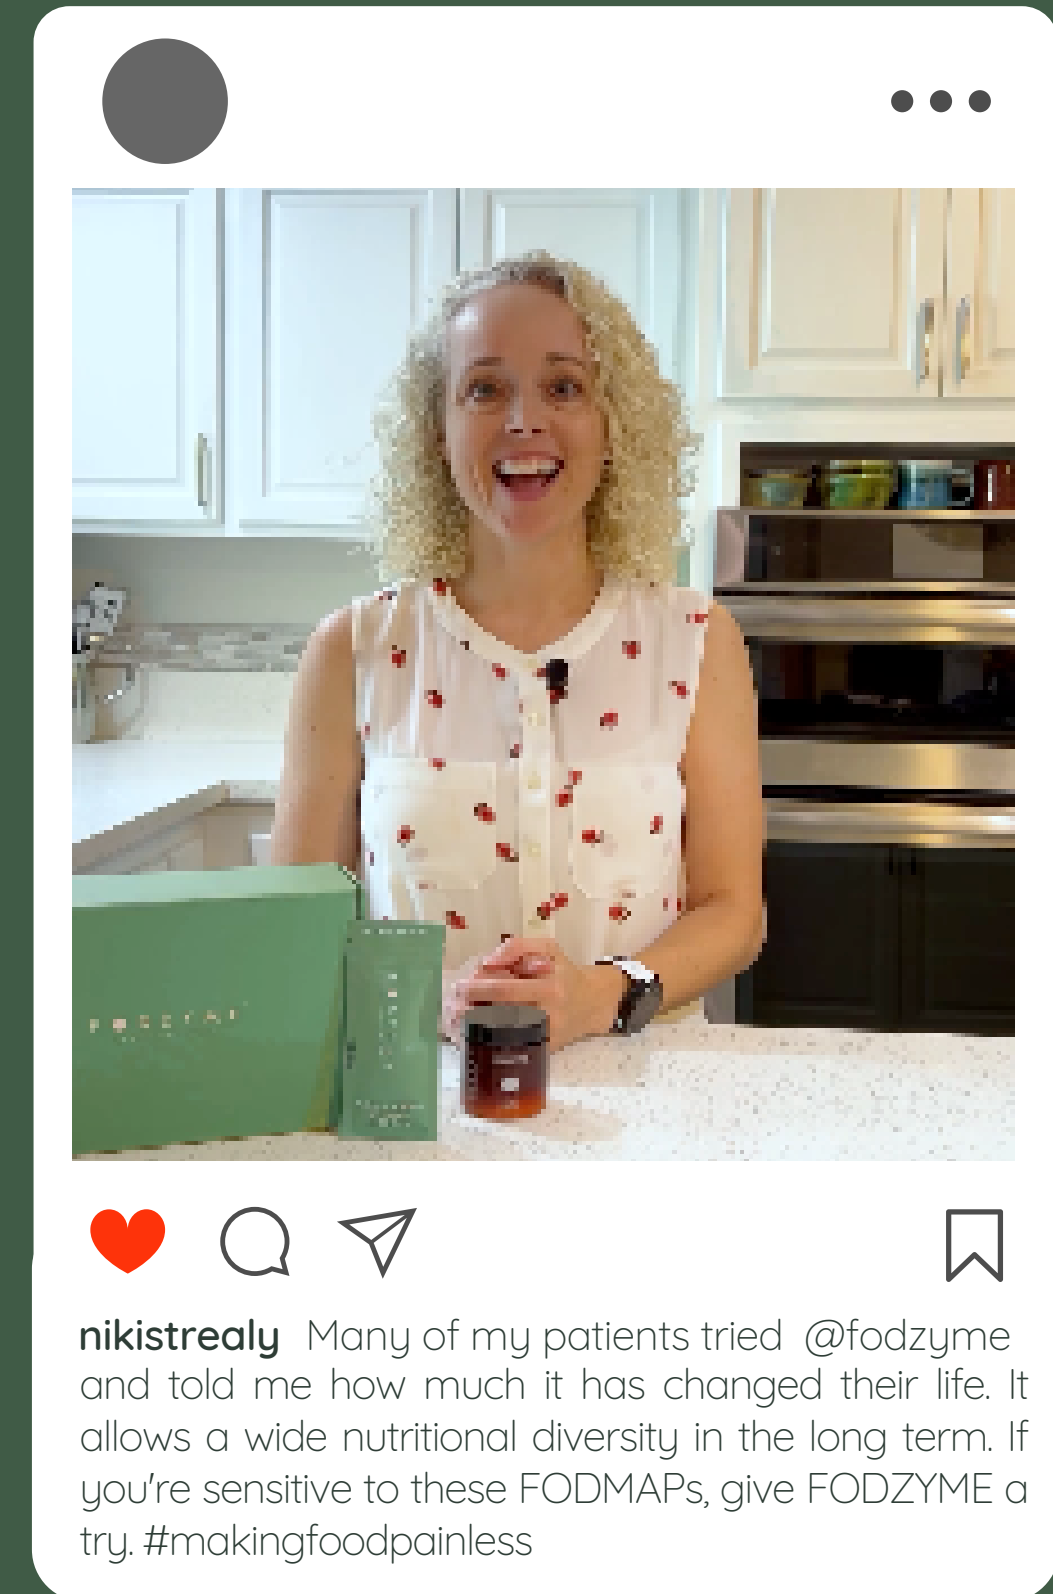 FODZYME
nikistrealy Many of my patients tried @fodzyme
and told me how much it has changed their life. It
allows a wide nutritional diversity in the long term. If
you're sensitive to these FODMAPs, give FODZYME a
try. #makingfoodpainless